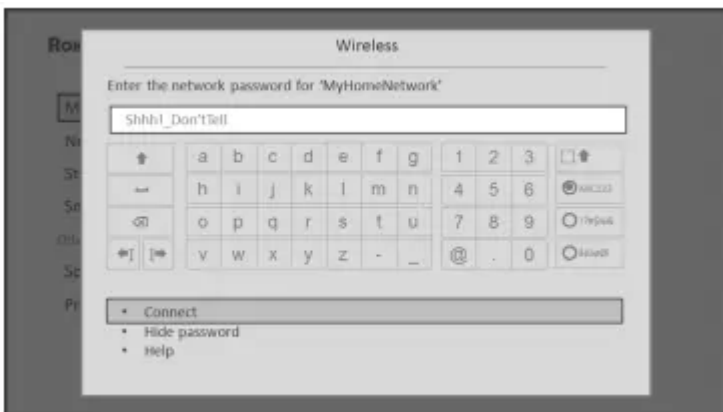 Wireless
Enter the network password for 'MyHomeNetwork'
Shhh!_Don'tTell
a b c d e f g 1 2 3
h i j k l m n 4 5 6
o p q r s t u 7 8 9
v w x y z - _ @ . 0
• Connect
• Hide password
• Help